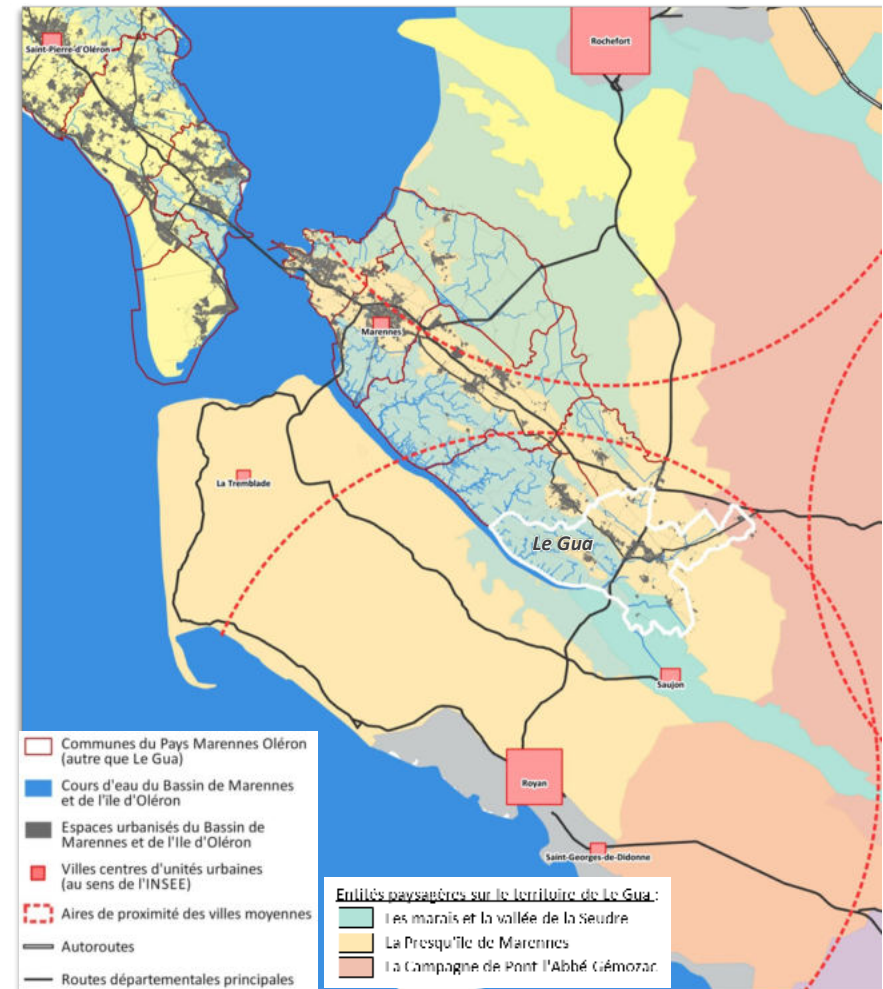 Saint-Pierre-d'Oléron
Rochefort
Marennes
La Tremblade
Le Gua
Saujon
Royan
Saint-Georges-de-Didonne
Communes du Pays Marennes Oléron
(autre que Le Gua)
Cours d'eau du Bassin de Marennes
et de l'île d'Oléron
Espaces urbanisés du Bassin de
Marennes et de l'Ile d'Oléron
Villes centres d'unités urbaines
(au sens de l'INSEE)
Aires de proximité des villes moyennes
Autoroutes
Routes départementales principales
Entités paysagères sur le territoire de Le Gua :
Les marais et la vallée de la Seudre
La Presqu'île de Marennes
La Campagne de Pont l'Abbé Gémozac